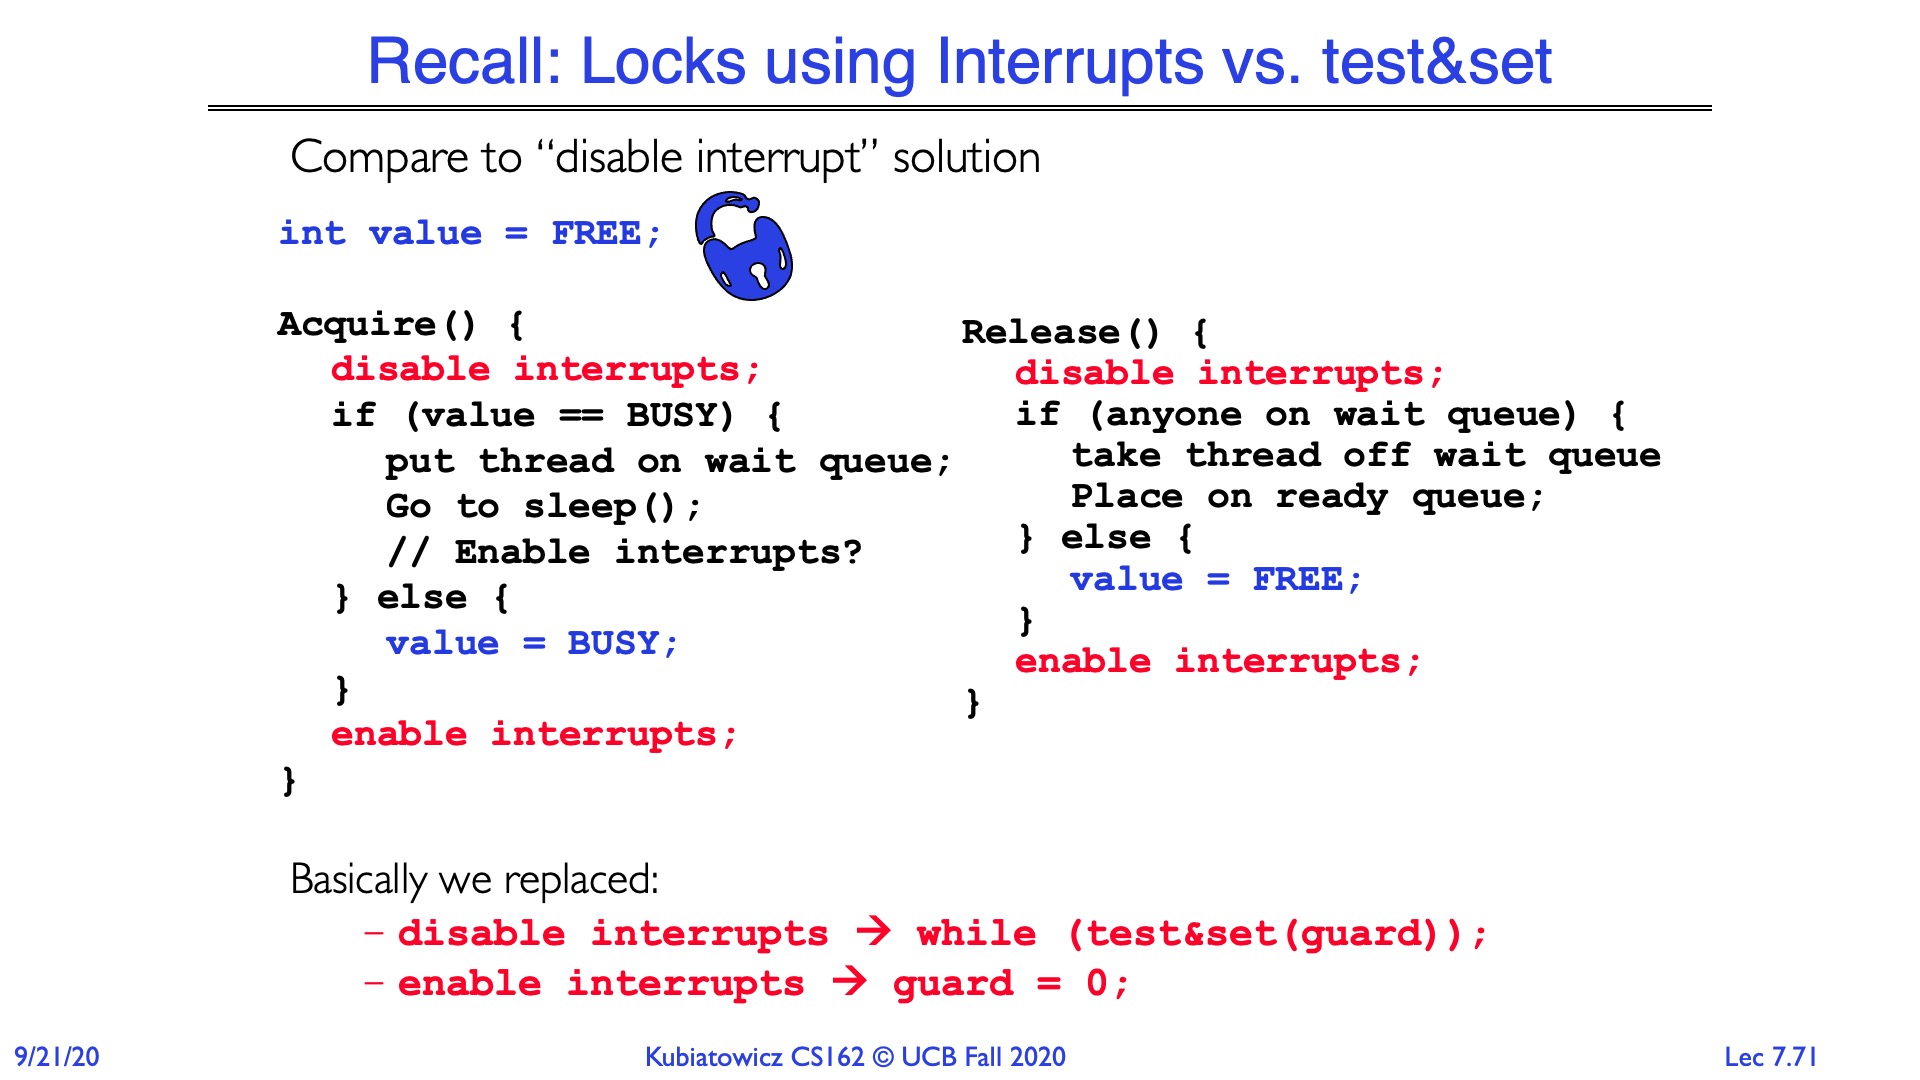 Recall: Locks using Interrupts vs. test&set
Compare to “disable interrupt” solution
int value = FREE;
Acquire() {
disable interrupts;
if (value == BUSY) {
put thread on wait queue;
Go to sleep();
// Enable interrupts?
} else {
value = BUSY;
}
enable interrupts;
}
Release() {
disable interrupts;
if (anyone on wait queue) {
take thread off wait queue
Place on ready queue;
} else {
value = FREE;
}
enable interrupts;
}
Basically we replaced:
– disable interrupts → while (test&set(guard));
– enable interrupts → guard = 0;
9/21/20
Kubiatowicz CS162 © UCB Fall 2020
Lec 7.71